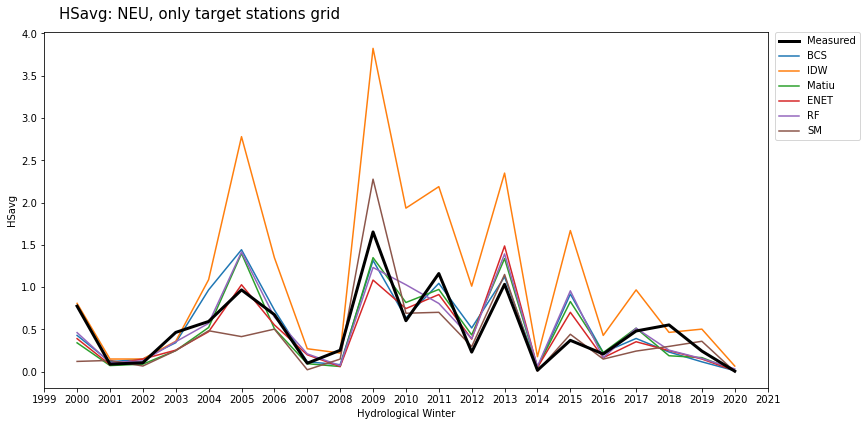 HSavg: NEU, only target stations grid
4.0
3.5
3.0
2.5
2.0
1.5
1.0
0.5
0.0
HSavg
1999 2000 2001 2002 2003 2004 2005 2006 2007 2008 2009 2010 2011 2012 2013 2014 2015 2016 2017 2018 2019 2020 2021
Hydrological Winter
Measured
BCS
IDW
Matiu
ENET
RF
SM